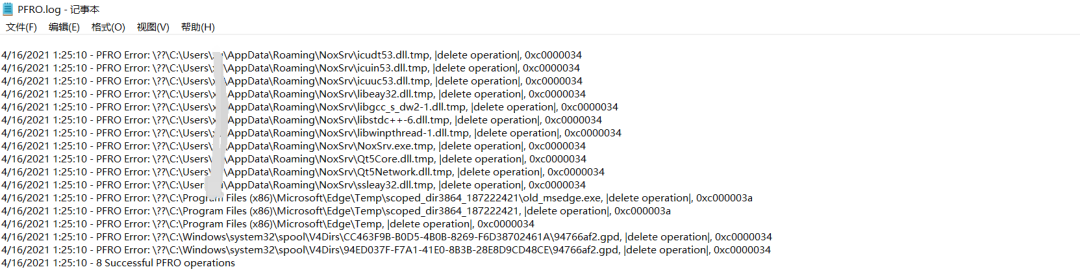 PFRO.log - 记事本
文件(F) 编辑(E) 格式(O) 视图(V) 帮助(H)
4/16/2021 1:25:10 - PFRO Error: \??\C:\Users\ \AppData\Roaming\NoxSrv\icudt53.dll.tmp, |delete operation|, 0xc0000034
4/16/2021 1:25:10 - PFRO Error: \??\C:\Users\ \AppData\Roaming\NoxSrv\icuin53.dll.tmp, |delete operation|, 0xc0000034
4/16/2021 1:25:10 - PFRO Error: \??\C:\Users\ \AppData\Roaming\NoxSrv\icuuc53.dll.tmp, |delete operation|, 0xc0000034
4/16/2021 1:25:10 - PFRO Error: \??\C:\Users\ \AppData\Roaming\NoxSrv\libeay32.dll.tmp, |delete operation|, 0xc0000034
4/16/2021 1:25:10 - PFRO Error: \??\C:\Users\ \AppData\Roaming\NoxSrv\libgcc_s_dw2-1.dll.tmp, |delete operation|, 0xc0000034
4/16/2021 1:25:10 - PFRO Error: \??\C:\Users\ \AppData\Roaming\NoxSrv\libstdc++-6.dll.tmp, |delete operation|, 0xc0000034
4/16/2021 1:25:10 - PFRO Error: \??\C:\Users\ \AppData\Roaming\NoxSrv\libwinpthread-1.dll.tmp, |delete operation|, 0xc0000034
4/16/2021 1:25:10 - PFRO Error: \??\C:\Users\ \AppData\Roaming\NoxSrv\NoxSrv.exe.tmp, |delete operation|, 0xc0000034
4/16/2021 1:25:10 - PFRO Error: \??\C:\Users\ \AppData\Roaming\NoxSrv\Qt5Core.dll.tmp, |delete operation|, 0xc0000034
4/16/2021 1:25:10 - PFRO Error: \??\C:\Users \AppData\Roaming\NoxSrv\Qt5Network.dll.tmp, |delete operation|, 0xc0000034
4/16/2021 1:25:10 - PFRO Error: \??\C:\User \AppData\Roaming\NoxSrv\ssleay32.dll.tmp, |delete operation|, 0xc0000034
4/16/2021 1:25:10 - PFRO Error: \??\C:\Program Files (x86)\Microsoft\Edge\Temp\scoped_dir3864_187222421\old_msedge.exe, |delete operation|, 0xc000003a
4/16/2021 1:25:10 - PFRO Error: \??\C:\Program Files (x86)\Microsoft\Edge\Temp\scoped_dir3864_187222421, |delete operation|, 0xc000003a
4/16/2021 1:25:10 - PFRO Error: \??\C:\Program Files (x86)\Microsoft\Edge\Temp, |delete operation|, 0xc0000034
4/16/2021 1:25:10 - PFRO Error: \??\C:\Windows\system32\spool\V4Dirs\CC463F9B-B0D5-4B0B-8269-F6D38702461A\94766af2.gpd, |delete operation|, 0xc0000034
4/16/2021 1:25:10 - PFRO Error: \??\C:\Windows\system32\spool\V4Dirs\94ED037F-F7A1-41E0-8B3B-28E8D9CD48CE\94766af2.gpd, |delete operation|, 0xc0000034
4/16/2021 1:25:10 - 8 Successful PFRO operations